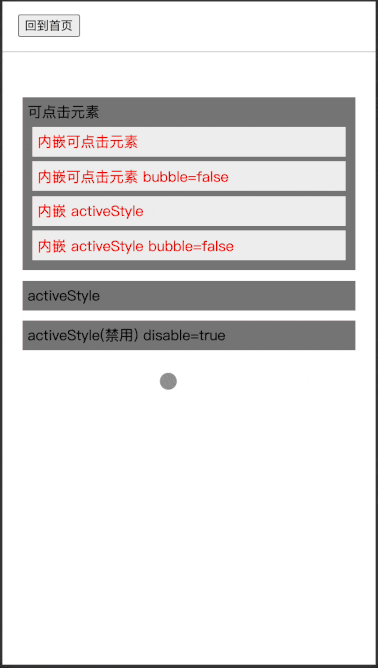 回到首页
可点击元素
内嵌可点击元素
内嵌可点击元素 bubble=false
内嵌 activeStyle
内嵌 activeStyle bubble=false
activeStyle
activeStyle(禁用) disable=true